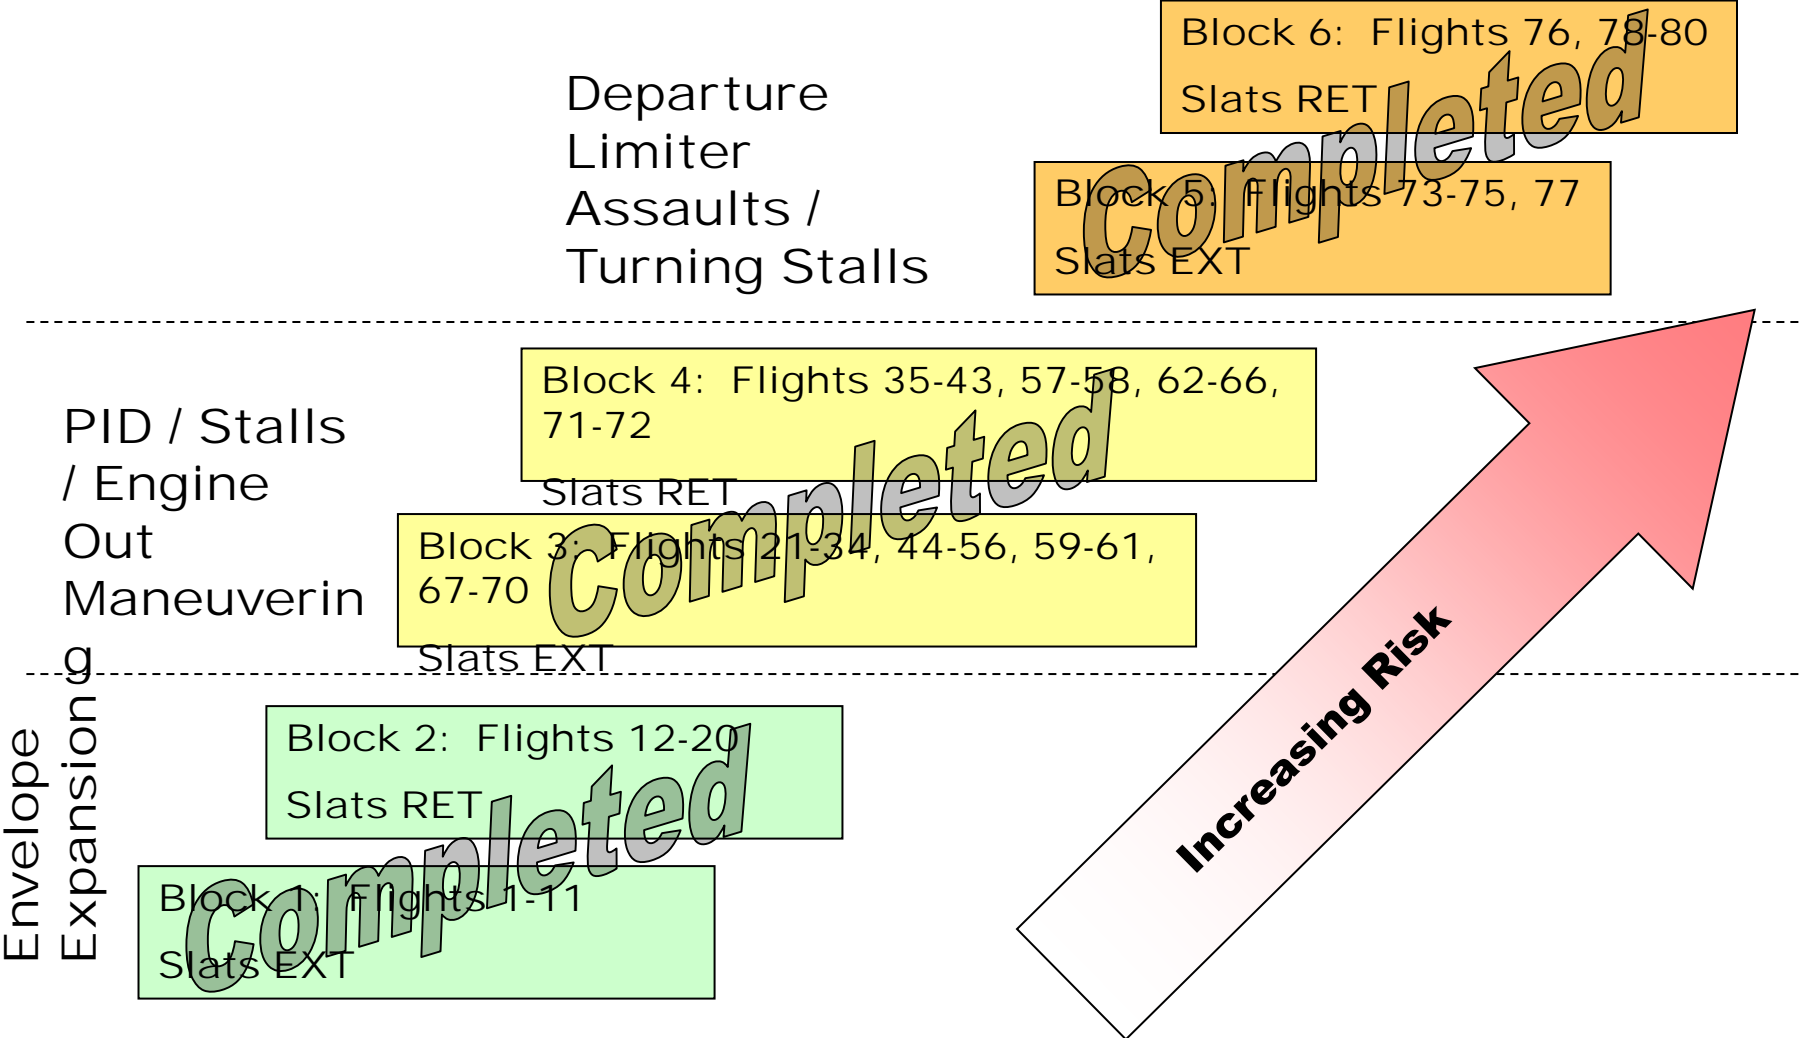 Block 6:  Flights 76, 78-80
Slats RET
Departure
Limiter
Assaults /
Turning Stalls
Block 5:  Flights 73-75, 77
Slats EXT
Completed
Block 4:  Flights 35-43, 57-58, 62-66,
71-72
Slats RET
PID / Stalls
/ Engine
Out
Maneuverin
g
Block 3:  Flights 21-34, 44-56, 59-61,
67-70
Slats EXT
Completed
Increasing Risk
Envelope
Expansion
Block 2:  Flights 12-20
Slats RET
Block 1:  Flights 1-11
Slats EXT
Completed